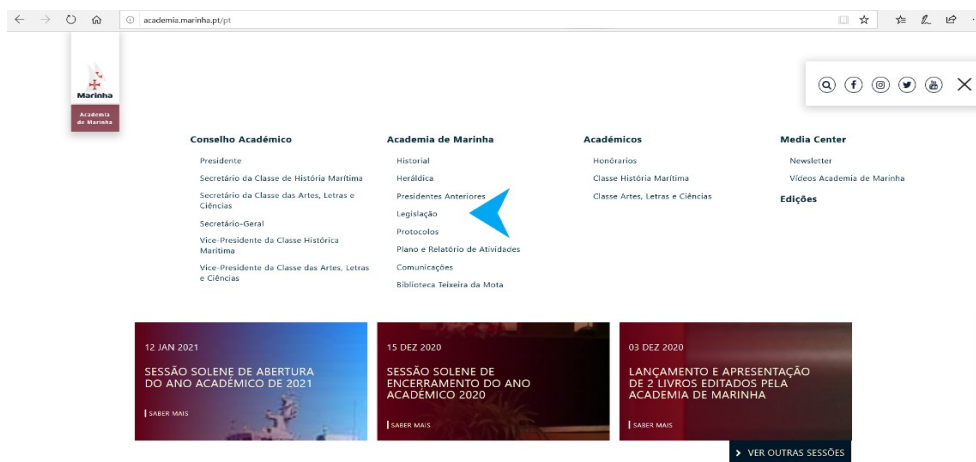 academia.marinha.pt/pt
Marinha
Academia
de Marinha
Conselho Académico
Presidente
Secretário da Classe de História Marítima
Secretário da Classe das Artes, Letras e
Ciências
Secretário-Geral
Vice-Presidente da Classe Histórica
Marítima
Vice-Presidente da Classe das Artes, Letras
e Ciências
Academia de Marinha
Historial
Heráldica
Presidentes Anteriores
Legislação
Protocolos
Plano e Relatório de Atividades
Comunicações
Biblioteca Teixeira da Mota
Académicos
Honórarios
Classe História Marítima
Classe Artes, Letras e Ciências
Media Center
Newsletter
Vídeos Academia de Marinha
Edições
12 JAN 2021
SESSÃO SOLENE DE ABERTURA
DO ANO ACADÉMICO DE 2021
SABER MAIS
15 DEZ 2020
SESSÃO SOLENE DE
ENCERRAMENTO DO ANO
ACADÉMICO 2020
SABER MAIS
03 DEZ 2020
LANÇAMENTO E APRESENTAÇÃO
DE 2 LIVROS EDITADOS PELA
ACADEMIA DE MARINHA
SABER MAIS
VER OUTRAS SESSÕES